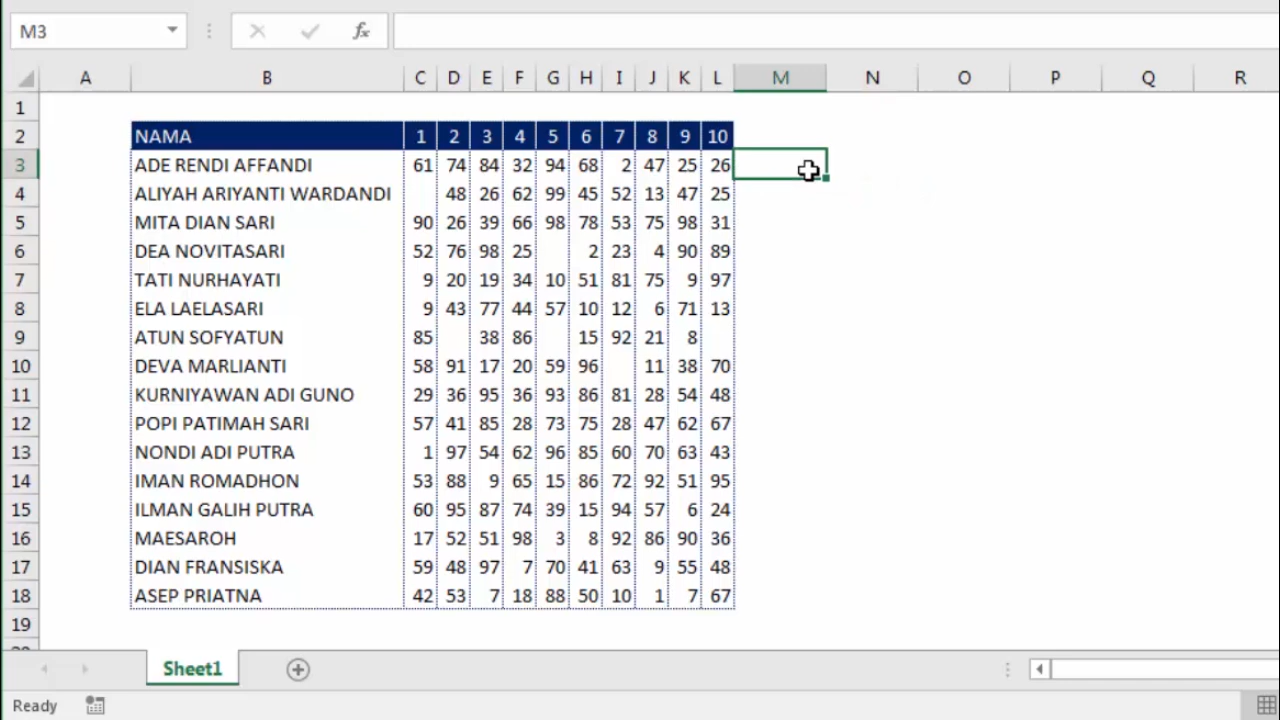 M3 fx
A B C D E F G H I J K L M N O P Q R
1
2 NAMA 1 2 3 4 5 6 7 8 9 10
3 ADE RENDI AFFANDI 61 74 84 32 94 68 2 47 25 26
4 ALIYAH ARIYANTI WARDANDI 48 26 62 99 45 52 13 47 25
5 MITA DIAN SARI 90 26 39 66 98 78 53 75 98 31
6 DEA NOVITASARI 52 76 98 25 2 23 4 90 89
7 TATI NURHAYATI 9 20 19 34 10 51 81 75 9 97
8 ELA LAELASARI 9 43 77 44 57 10 12 6 71 13
9 ATUN SOFYATUN 85 38 86 15 92 21 8
10 DEVA MARLIANTI 58 91 17 20 59 96 11 38 70
11 KURNIYAWAN ADI GUNO 29 36 95 36 93 86 81 28 54 48
12 POPI PATIMAH SARI 57 41 85 28 73 75 28 47 62 67
13 NONDI ADI PUTRA 1 97 54 62 96 85 60 70 63 43
14 IMAN ROMADHON 53 88 9 65 15 86 72 92 51 95
15 ILMAN GALIH PUTRA 60 95 87 74 39 15 94 57 6 24
16 MAESAROH 17 52 51 98 3 8 92 86 90 36
17 DIAN FRANSISKA 59 48 97 7 70 41 63 9 55 48
18 ASEP PRIATNA 42 53 7 18 88 50 10 1 7 67
19
Sheet1
Ready